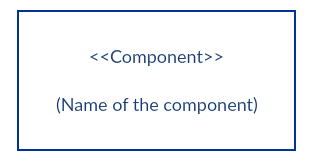 <<Component>>
(Name of the component)